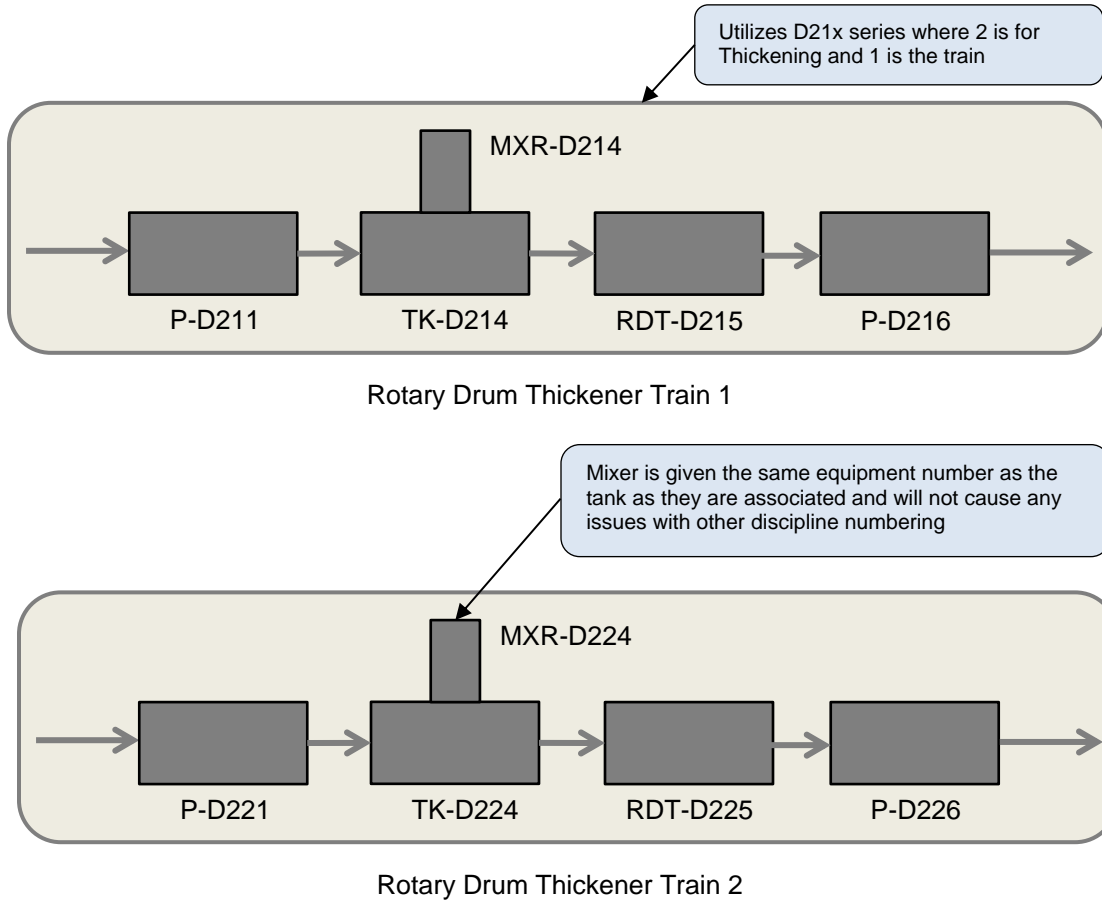 Utilizes D21x series where 2 is for
Thickening and 1 is the train
MXR-D214
P-D211
TK-D214
RDT-D215
P-D216
Rotary Drum Thickener Train 1
Mixer is given the same equipment number as the
tank as they are associated and will not cause any
issues with other discipline numbering
MXR-D224
P-D221
TK-D224
RDT-D225
P-D226
Rotary Drum Thickener Train 2